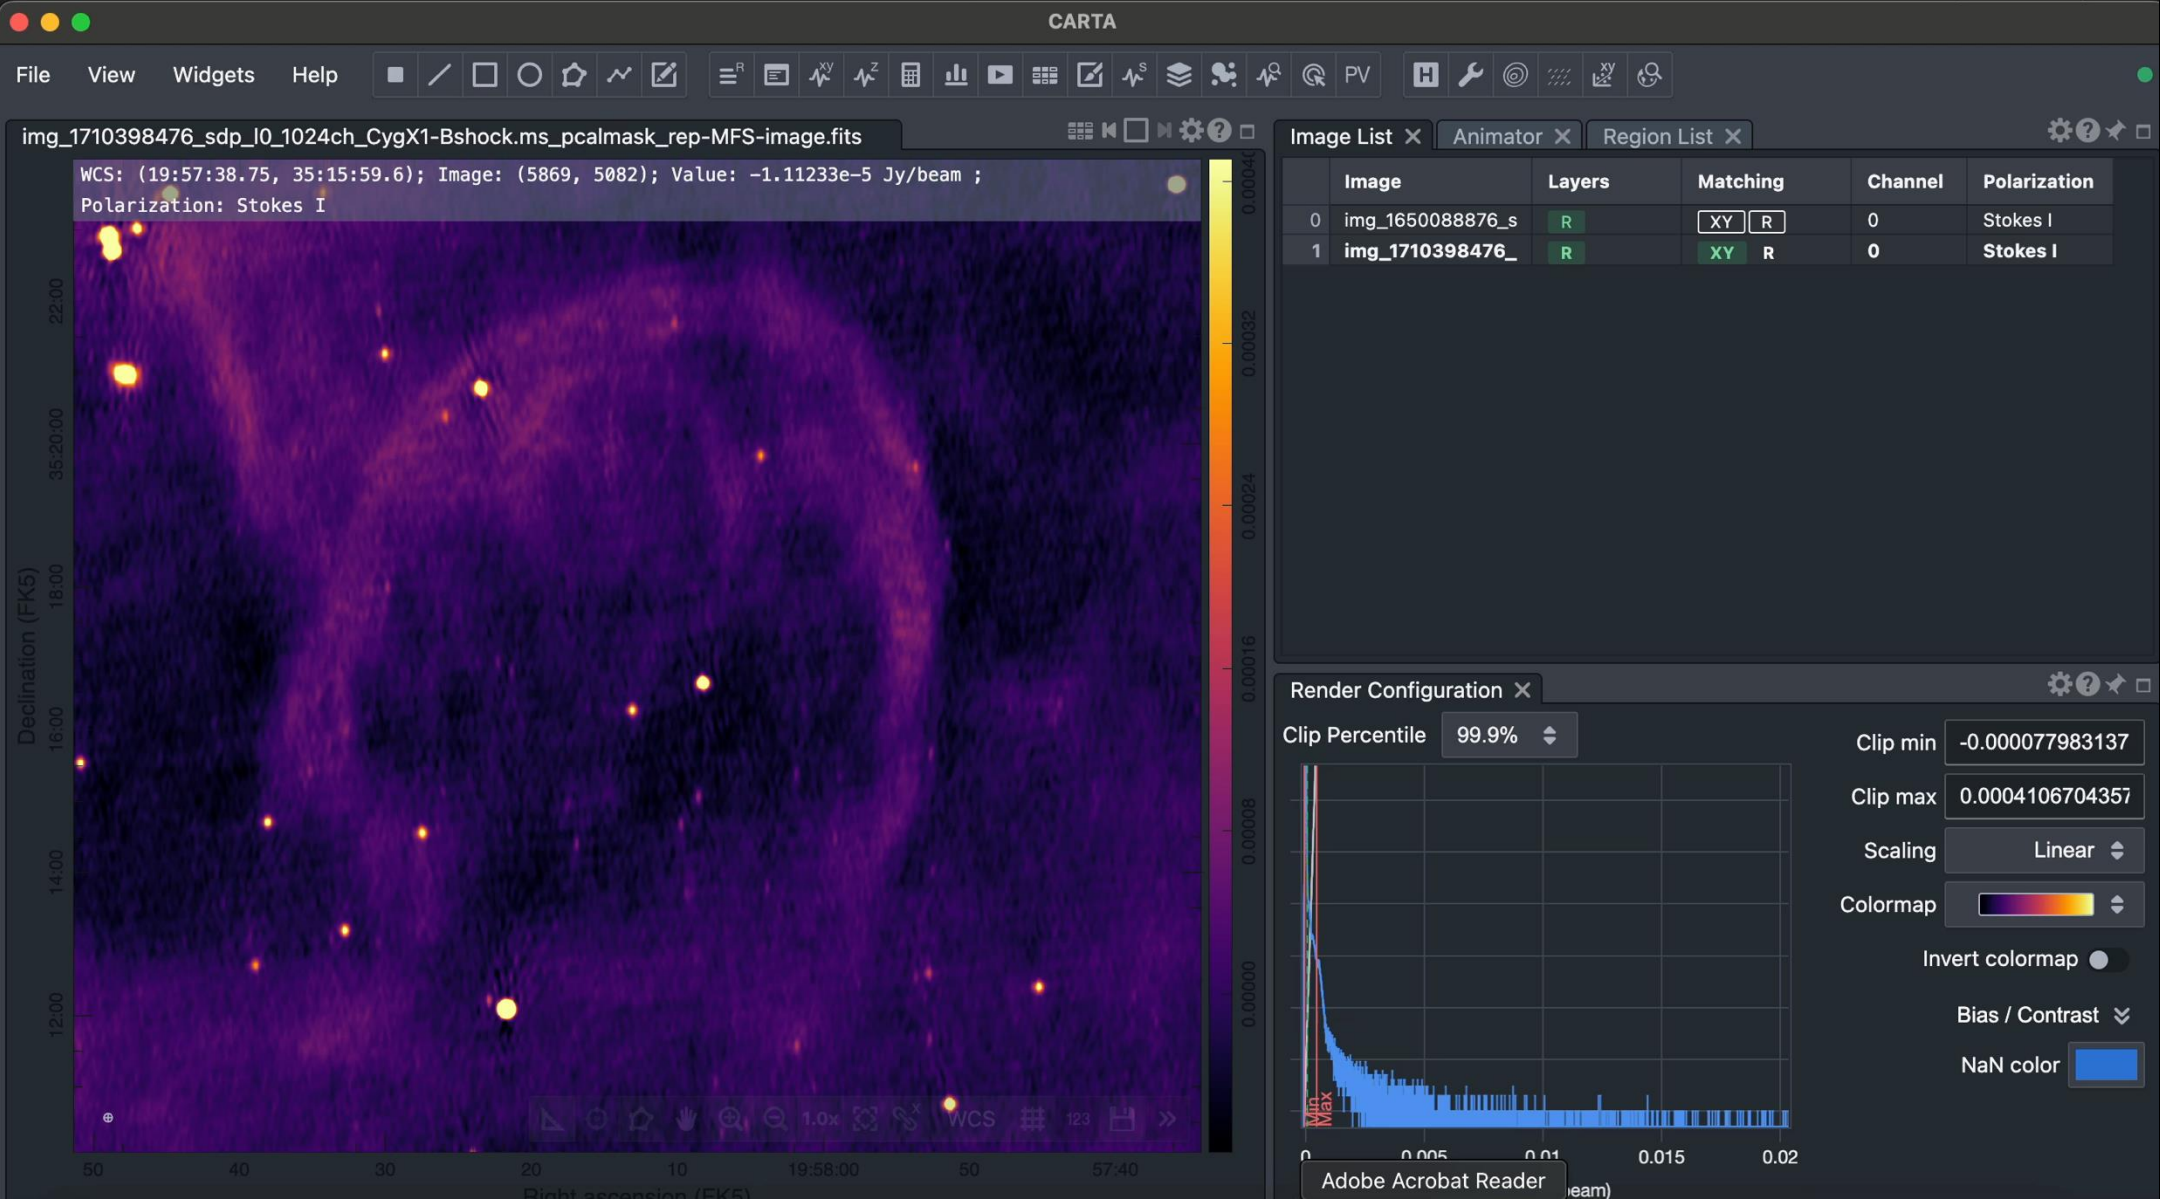 CARTA
File View Widgets Help
R XY Z S PV H XY
img_1710398476_sdp_l0_1024ch_CygX1-Bshock.ms_pcalmask_rep-MFS-image.fits
WCS: (19:57:38.75, 35:15:59.6); Image: (5869, 5082); Value: -1.11233e-5 Jy/beam ;
Polarization: Stokes I
Declination (FK5)
22:00
35:20:00
18:00
16:00
14:00
12:00
50 40 30 20 10 19:58:00 50 57:40
Right ascension (FK5)
1.0x WCS 123
0.00032
0.00024
0.00016
0.00008
0.00000
Image List Animator Region List
Image Layers Matching Channel Polarization
0 img_1650088876_s R XY R 0 Stokes I
1 img_1710398476_ R XY R 0 Stokes I
Render Configuration
Clip Percentile 99.9%
Clip min -0.000077983137
Clip max 0.0004106704357
Scaling Linear
Colormap
Invert colormap
Bias / Contrast
NaN color
Min
Max
0 0.005 0.01 0.015 0.02
Adobe Acrobat Reader
eam)